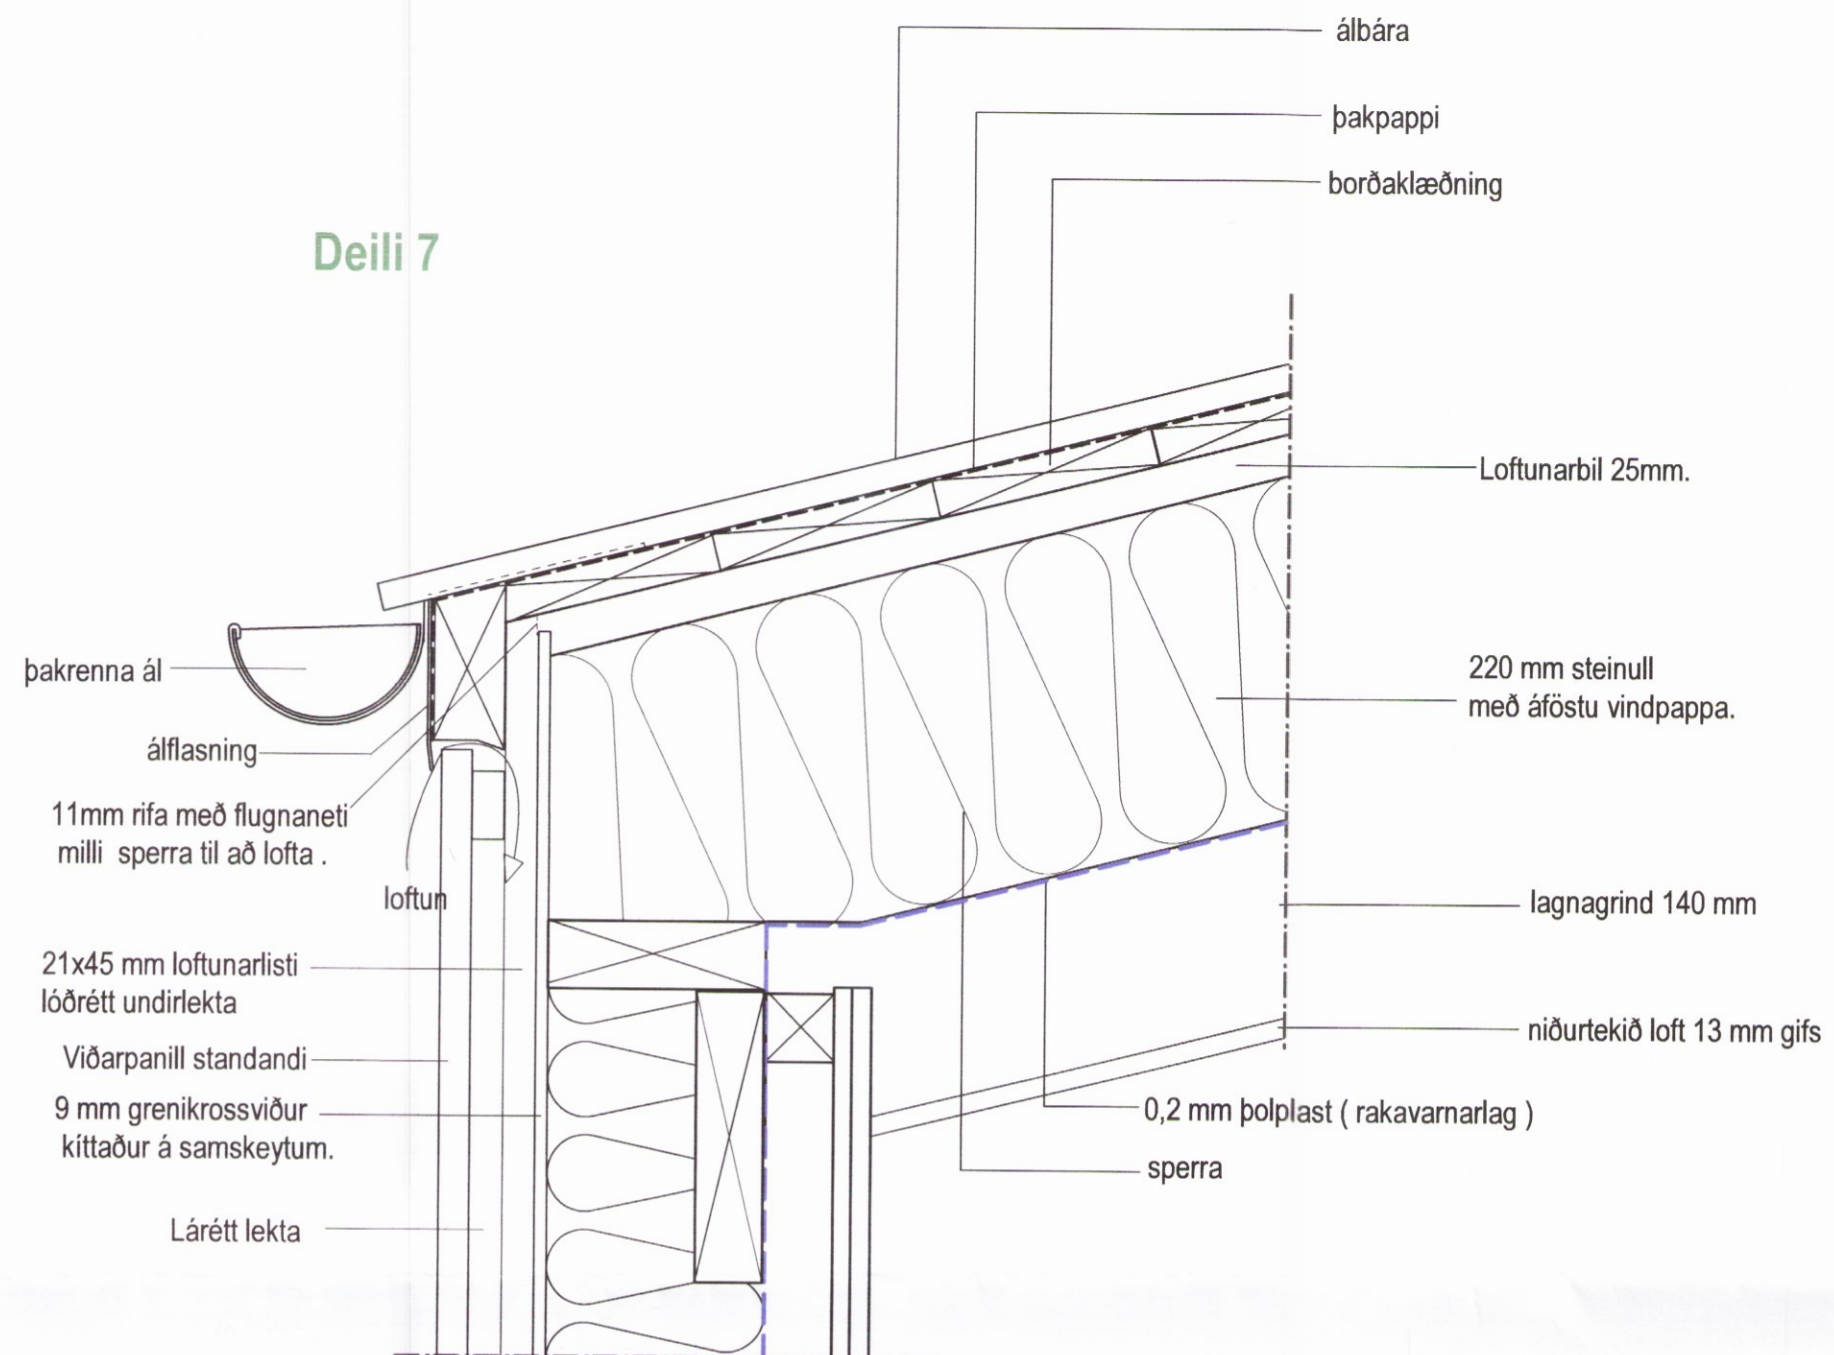 álbára
þakpappi
borðaklæðning
Deili 7
Loftunarbil 25mm.
þakrenna ál
220 mm steinull
með áföstu vindpappa.
álflasning
11mm rifa með flugnaneti
milli sperra til að lofta .
loftun
lagnagrind 140 mm
21x45 mm loftunarlisti
lóðrétt undirlekta
niðurtekið loft 13 mm gifs
Viðarpanill standandi
9 mm grenikrossviður
kíttaður á samskeytum.
0,2 mm þolplast ( rakavarnarlag )
sperra
Lárétt lekta